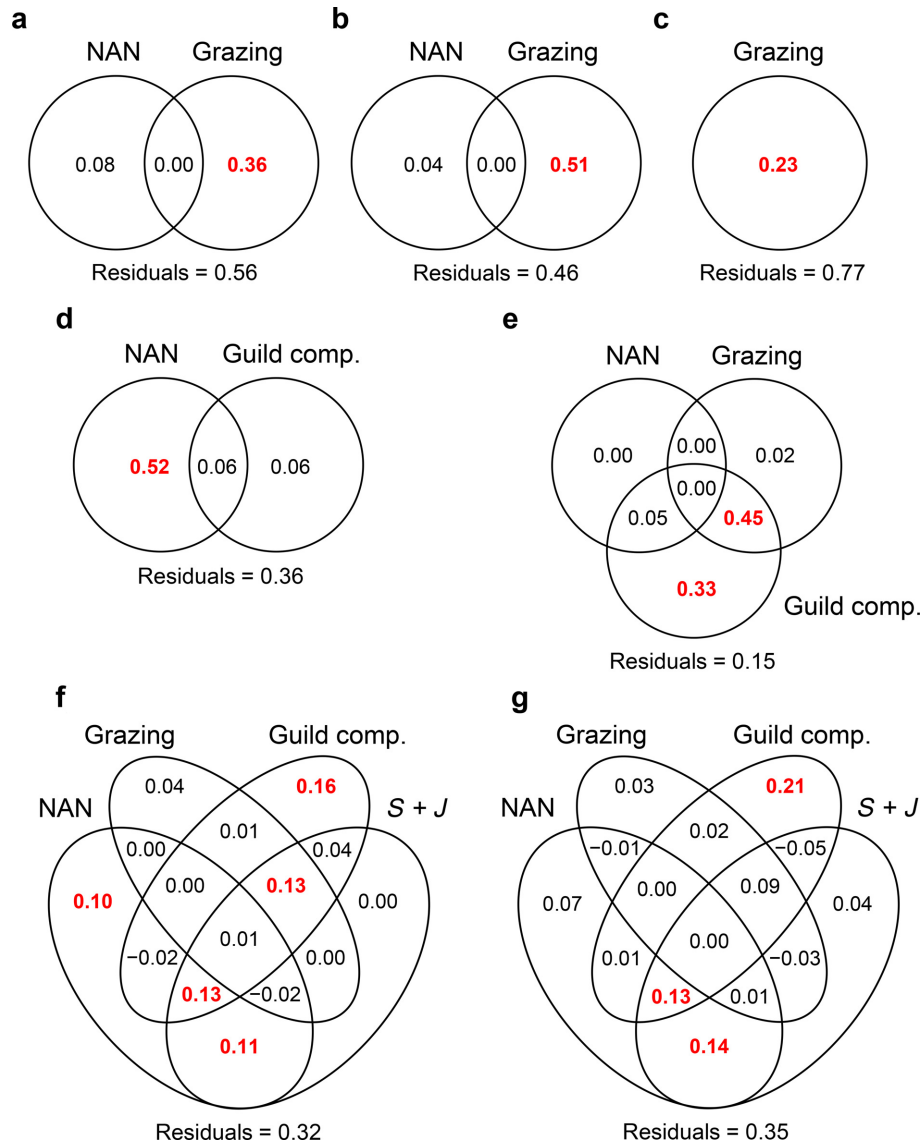 a
NAN Grazing
0.08 0.00 0.36
Residuals = 0.56
b
NAN Grazing
0.04 0.00 0.51
Residuals = 0.46
c
Grazing
0.23
Residuals = 0.77
d
NAN Guild comp.
0.52 0.06 0.06
Residuals = 0.36
e
NAN Grazing
0.00 0.00 0.02
0.00
0.05 0.45
0.33
Guild comp.
Residuals = 0.15
f
Grazing Guild comp.
NAN S + J
0.04 0.16
0.01
0.00 0.04
0.10 0.00 0.13 0.00
0.01
−0.02 0.00
0.13 −0.02
0.11
Residuals = 0.32
g
Grazing Guild comp.
NAN S + J
0.03 0.21
0.02
−0.01 −0.05
0.07 0.00 0.09 0.04
0.00
0.01 −0.03
0.13 0.01
0.14
Residuals = 0.35